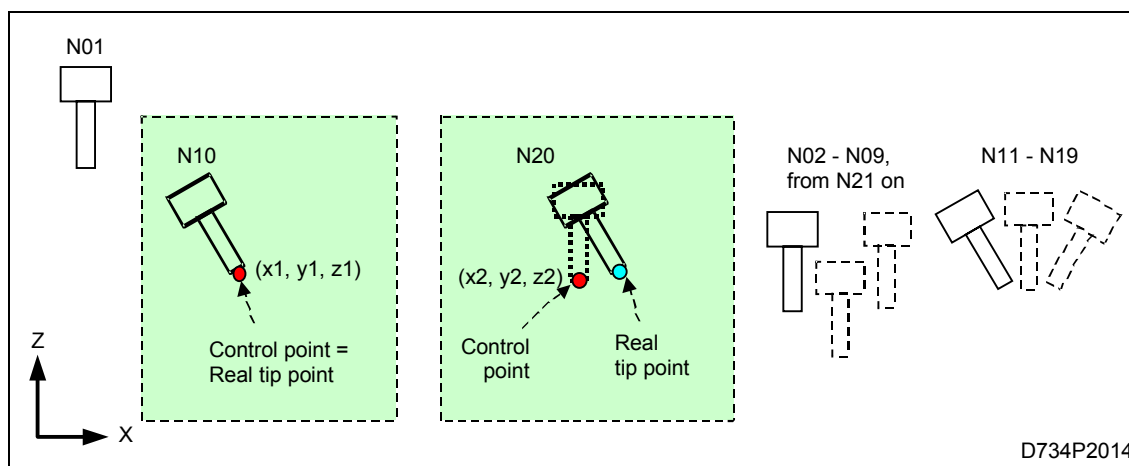 N01
N10
(x1, y1, z1)
Control point =
Real tip point
N20
(x2, y2, z2)
Control
point
Real
tip point
N02 - N09,
from N21 on
N11 - N19
Z
X
D734P2014